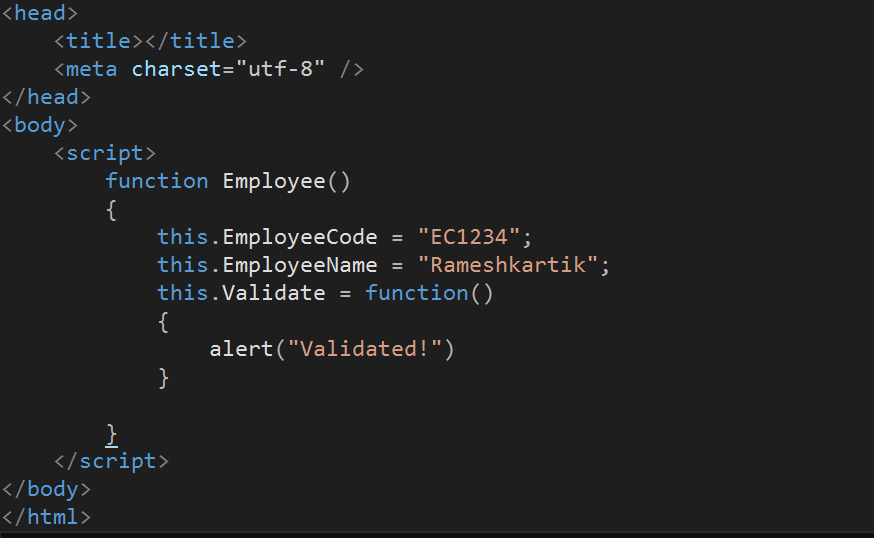 <head>
    <title></title>
    <meta charset="utf-8" />
</head>
<body>
    <script>
        function Employee()
        {
            this.EmployeeCode = "EC1234";
            this.EmployeeName = "Rameshkartik";
            this.Validate = function()
            {
                alert("Validated!")
            }

        }
    </script>
</body>
</html>